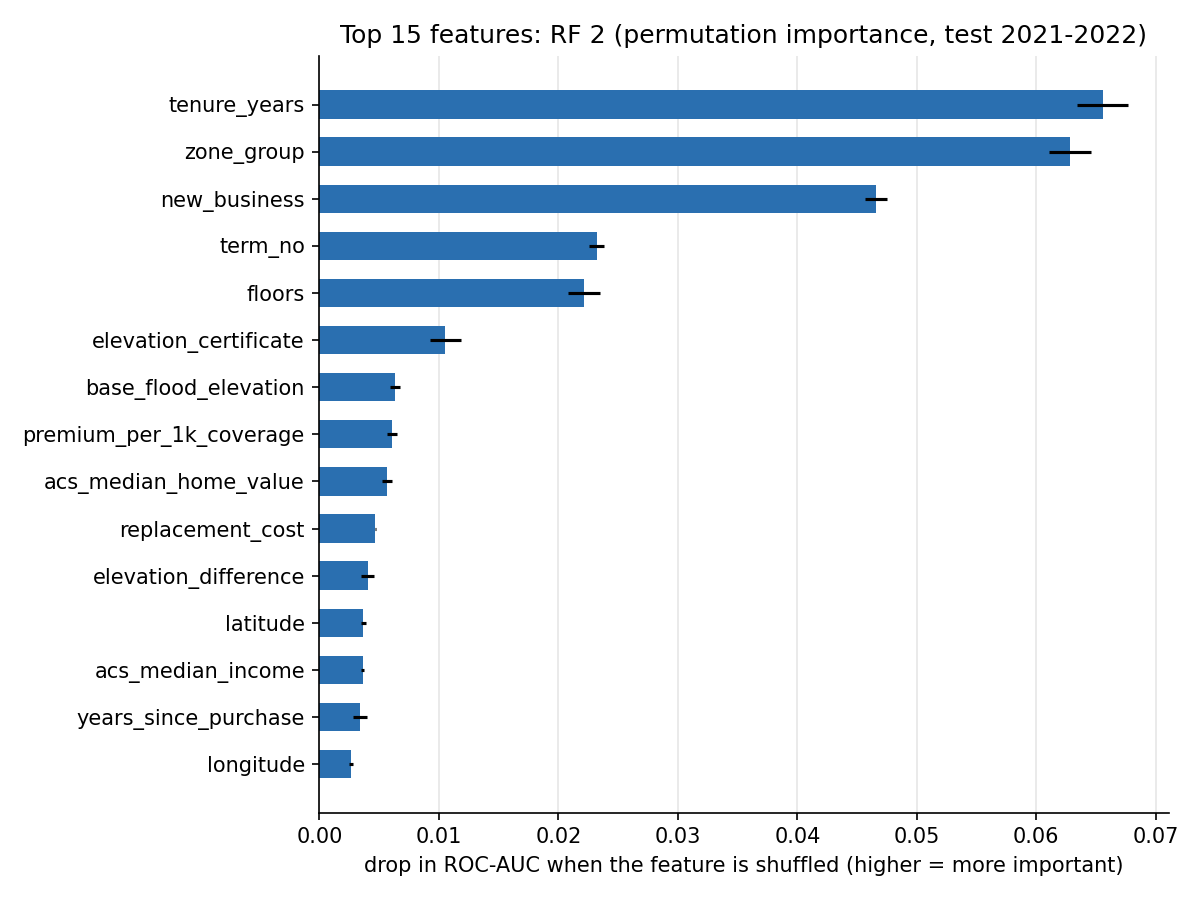 Top 15 features: RF 2 (permutation importance, test 2021-2022)
tenure_years
zone_group
new_business
term_no
floors
elevation_certificate
base_flood_elevation
premium_per_1k_coverage
acs_median_home_value
replacement_cost
elevation_difference
latitude
acs_median_income
years_since_purchase
longitude
0.00 0.01 0.02 0.03 0.04 0.05 0.06 0.07
drop in ROC-AUC when the feature is shuffled (higher = more important)